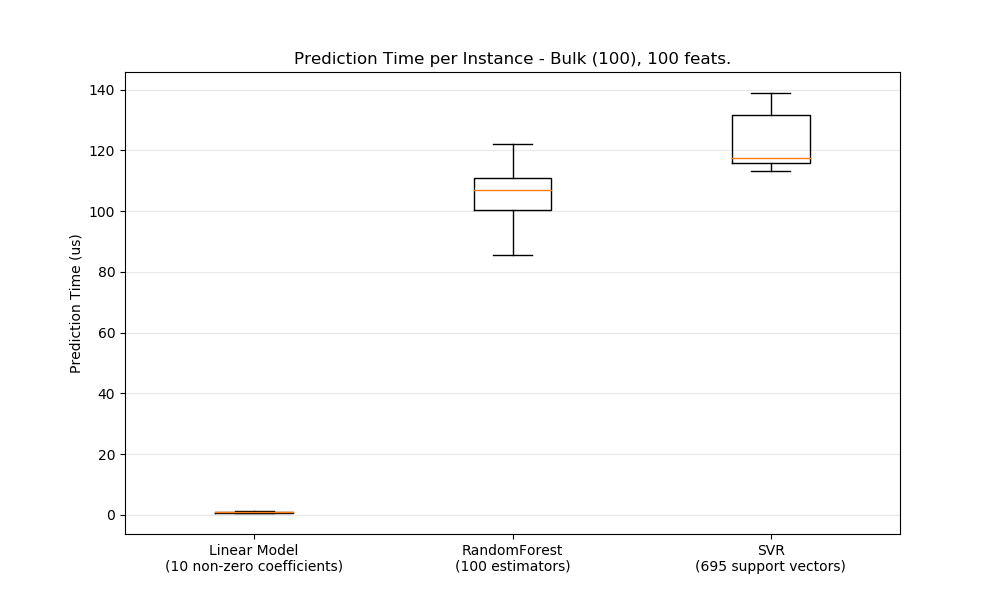 Prediction Time per Instance - Bulk (100), 100 feats.
Prediction Time (us)
140
120
100
80
60
40
20
0
Linear Model
(10 non-zero coefficients)
RandomForest
(100 estimators)
SVR
(695 support vectors)